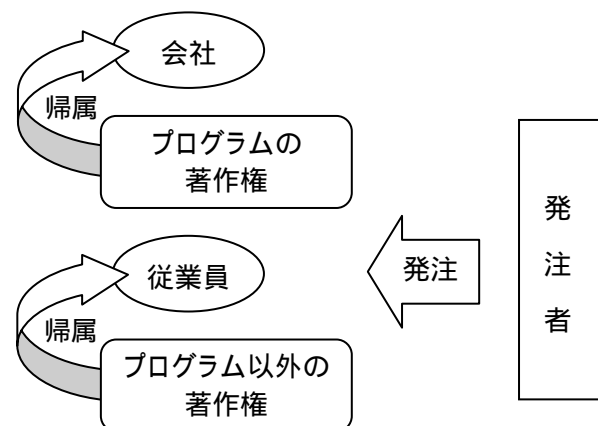 会社
帰属
プログラムの
著作権
従業員
帰属
プログラム以外の
著作権
発注
発
注
者